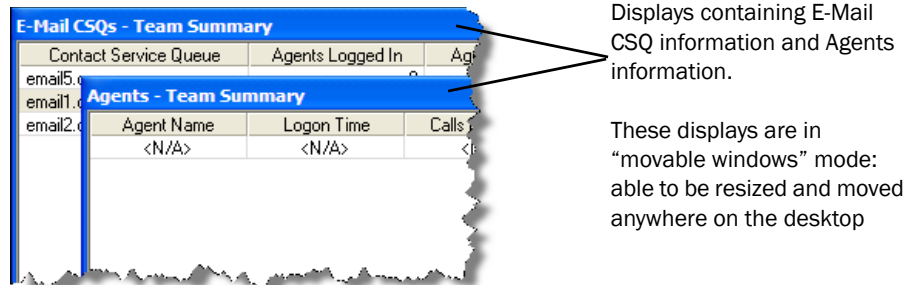 E-Mail CSQs - Team Summary
Contact Service Queue Agents Logged In
email5.
email1.
email2.
Agents - Team Summary
Agent Name Logon Time Calls
<N/A> <N/A>
Displays containing E-Mail
CSQ information and Agents
information.
These displays are in
“movable windows” mode:
able to be resized and moved
anywhere on the desktop